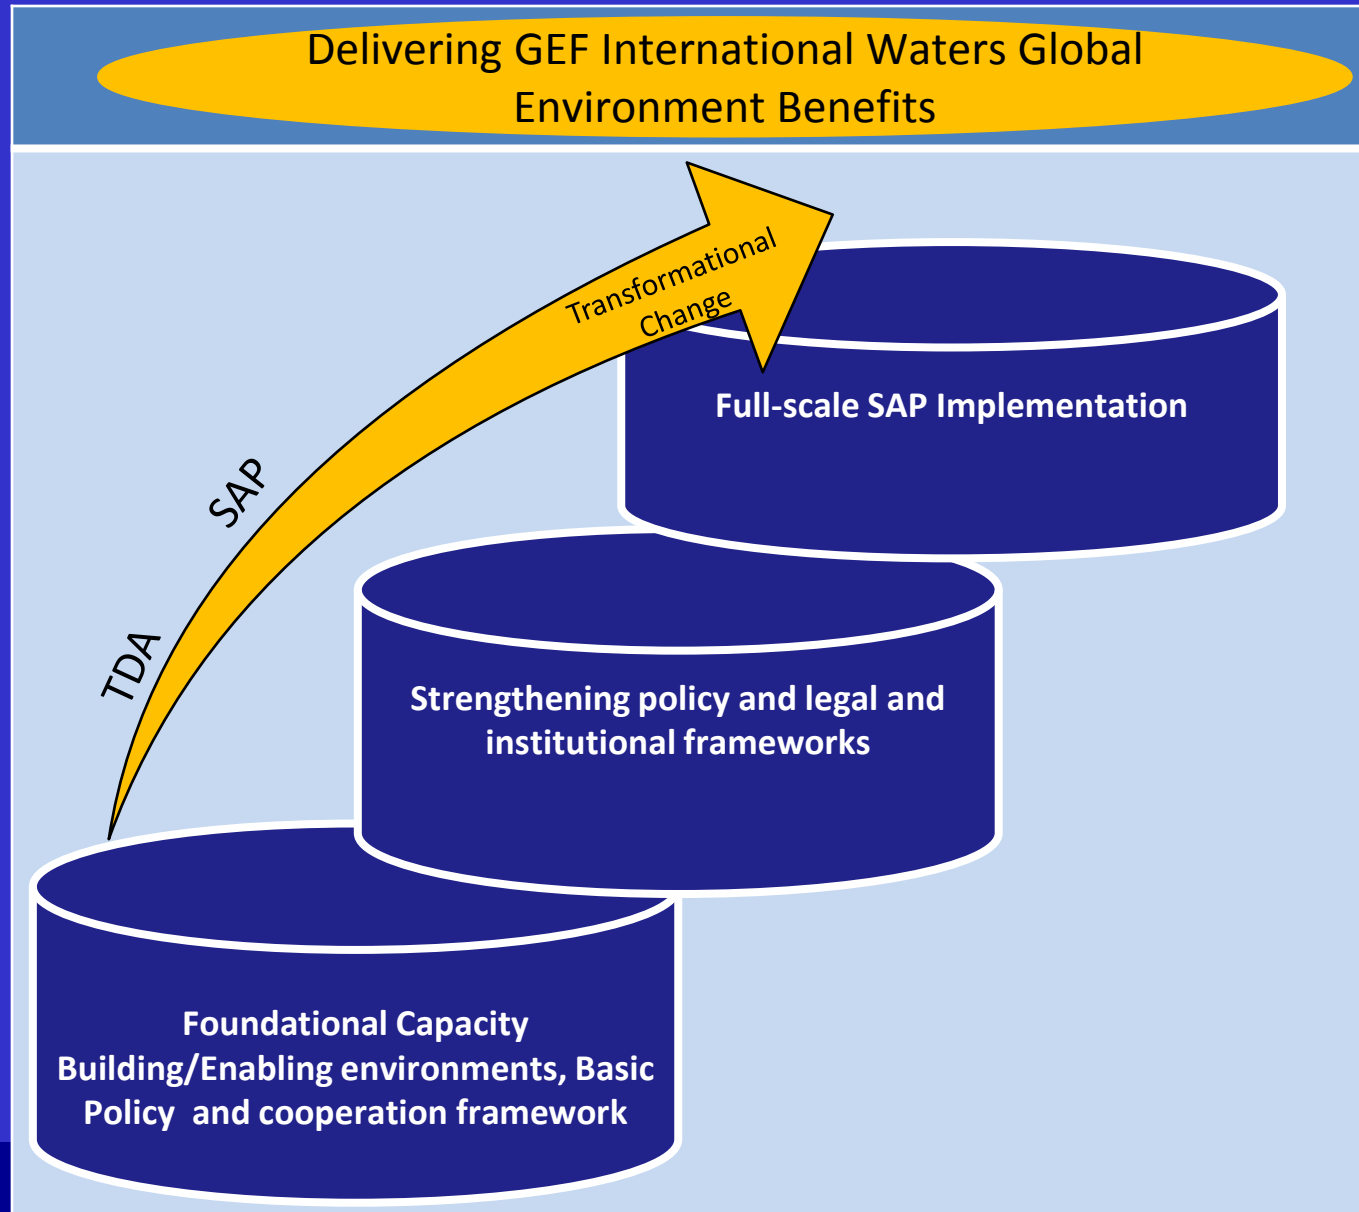 Delivering GEF International Waters Global
Environment Benefits
Transformational
Change
Full-scale SAP Implementation
SAP
TDA
Strengthening policy and legal and
institutional frameworks
Foundational Capacity
Building/Enabling environments, Basic
Policy  and cooperation framework